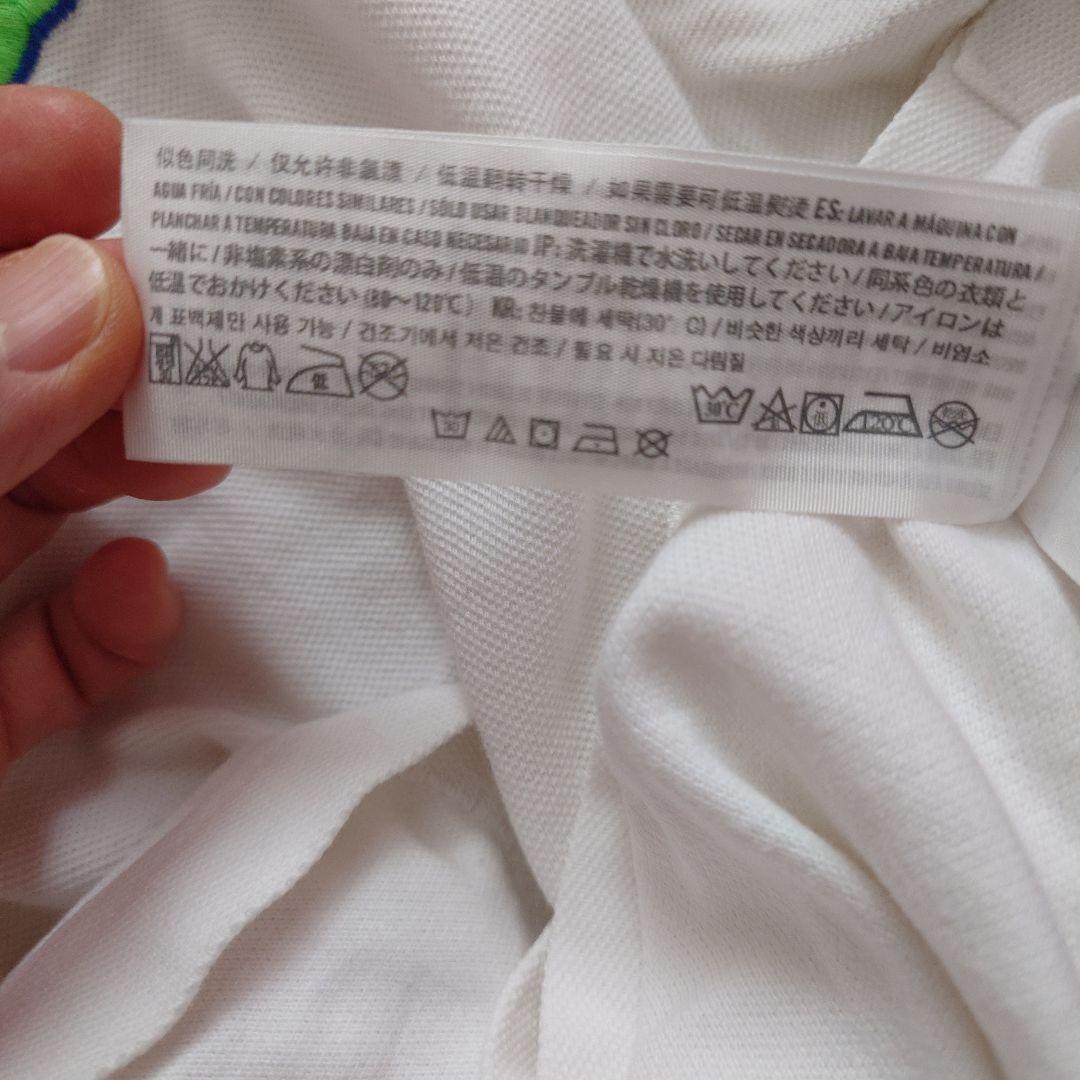 似色同洗 / 仅允许非氯漂 / 低温翻转干燥 / 如果需要可低温熨烫 ES: LAVAR A MÁQUINA CON
AGUA FRÍA / CON COLORES SIMILARES / SÓLO USAR BLANQUEADOR SIN CLORO / SECAR EN SECADORA A BAJA TEMPERATURA /
PLANCHAR A TEMPERATURA BAJA EN CASO NECESARIO JP: 洗濯機で水洗いしてください / 同系色の衣類と
一緒に / 非塩素系の漂白剤のみ / 低温のタンブル乾燥機を使用してください / アイロンは
低温でおかけください (80～120℃) KR: 찬물에 세탁(30° C) / 비슷한 색상끼리 세탁 / 비염소
계 표백제만 사용 가능 / 건조기에서 저온 건조 / 필요 시 저온 다림질
低
30℃ 低 120℃
30